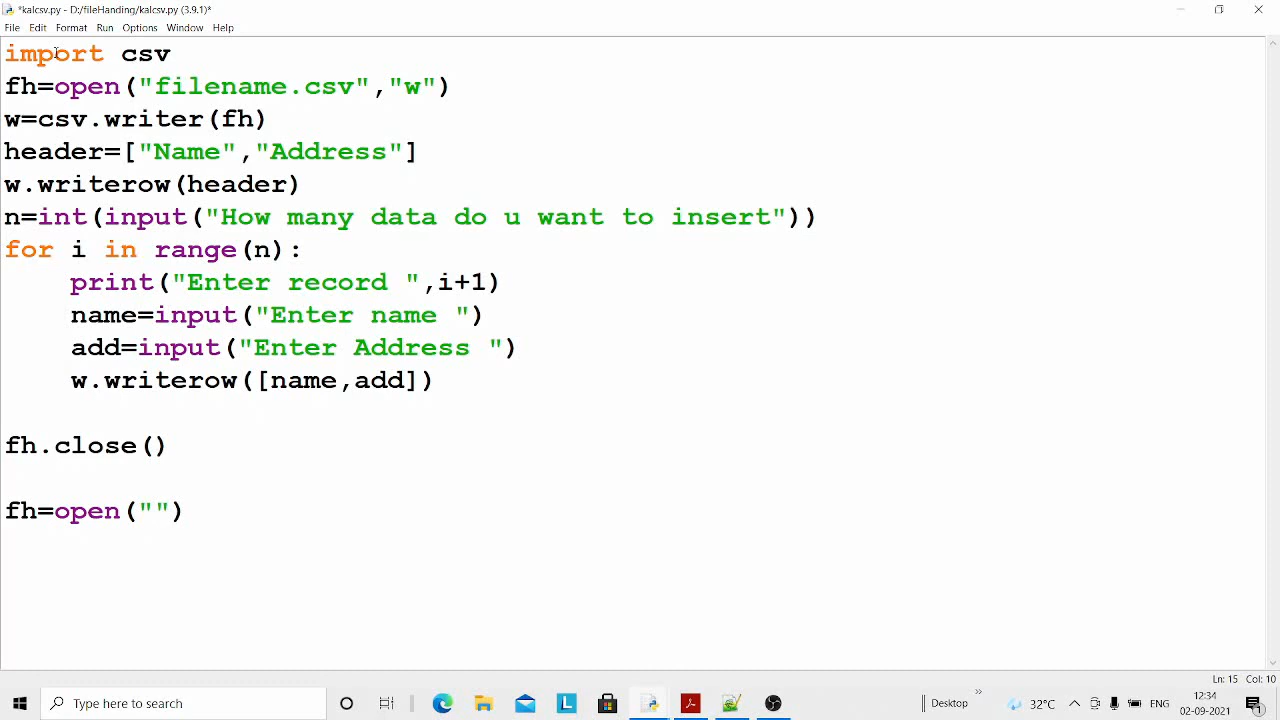 *kalcsv.py - D:/fileHanding/kalcsv.py (3.9.1)*
File Edit Format Run Options Window Help
import csv
fh=open("filename.csv","w")
w=csv.writer(fh)
header=["Name","Address"]
w.writerow(header)
n=int(input("How many data do u want to insert"))
for i in range(n):
    print("Enter record ",i+1)
    name=input("Enter name ")
    add=input("Enter Address ")
    w.writerow([name,add])
fh.close()
fh=open("")
Ln: 15 Col: 10
Type here to search
L
Desktop
32°C
ENG
12:34
02-09-2021
1